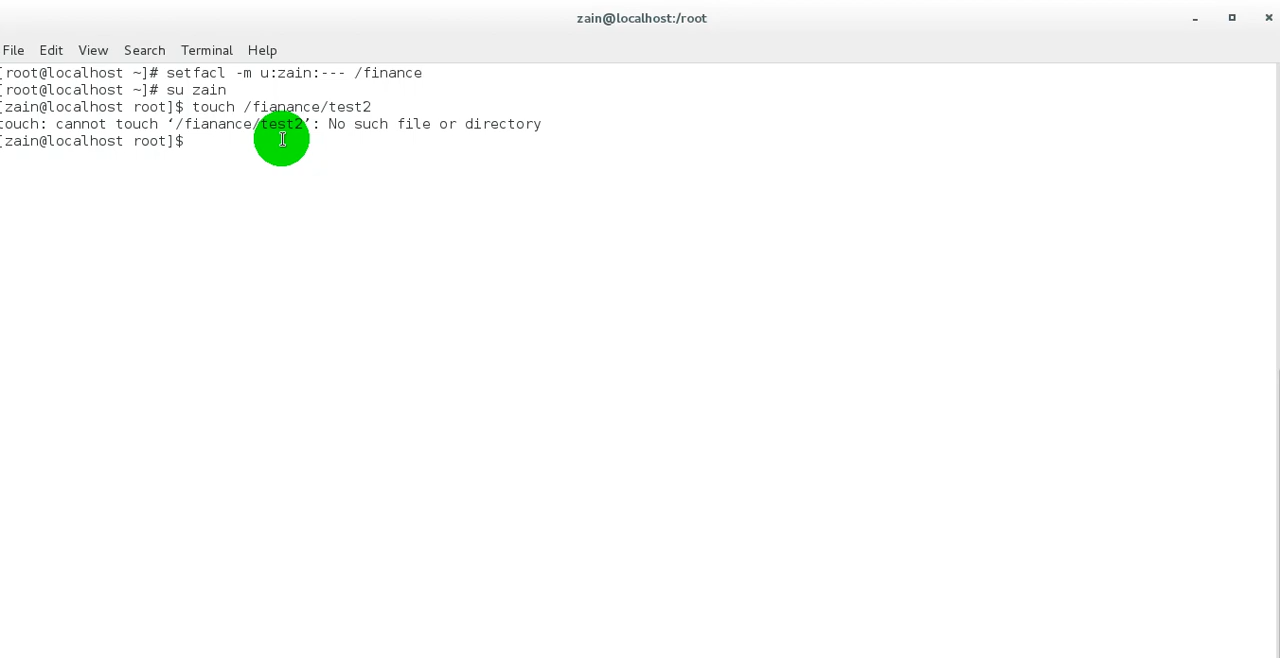 zain@localhost:/root
File Edit View Search Terminal Help
[root@localhost ~]# setfacl -m u:zain:--- /finance
[root@localhost ~]# su zain
[zain@localhost root]$ touch /fianance/test2
touch: cannot touch ‘/fianance/test2’: No such file or directory
[zain@localhost root]$